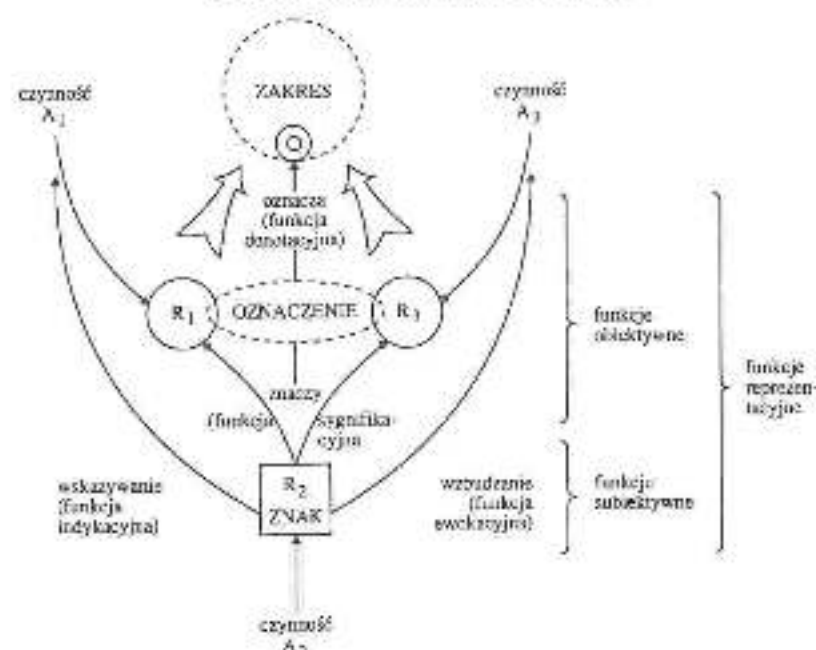 ZAKRES
czynność
A₁
czynność
A₃
oznacza
(funkcja
denotacyjna)
R₁
OZNACZENIE
R₃
funkcje
obiektywne
funkcje
reprezen-
tacyjne
znaczy
(funkcja
sygnifika-
cyjna
wskazywanie
(funkcja
indykacyjna)
R₂
ZNAK
wzbudzanie
(funkcja
ewokacyjna)
funkcje
subiektywne
czynność
A₂